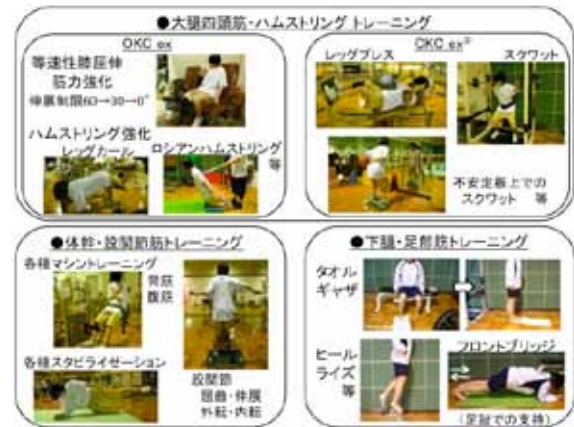 ●大腿四頭筋・ハムストリング トレーニング
OKC ex
等速性膝屈伸
筋力強化
伸展制限60→30→0°
ハムストリング強化
レッグカール
ロシアンハムストリング
等
CKC ex
レッグプレス
スクワット
不安定板上での
スクワット 等
●体幹・股関節筋トレーニング
各種マシントレーニング
背筋
腹筋
各種スタビライゼーション
股関節
屈曲・伸展
外転・内転
●下腿・足部筋トレーニング
タオル
ギャザ
ヒール
ライズ
等
フロントブリッジ
(足趾での支持)